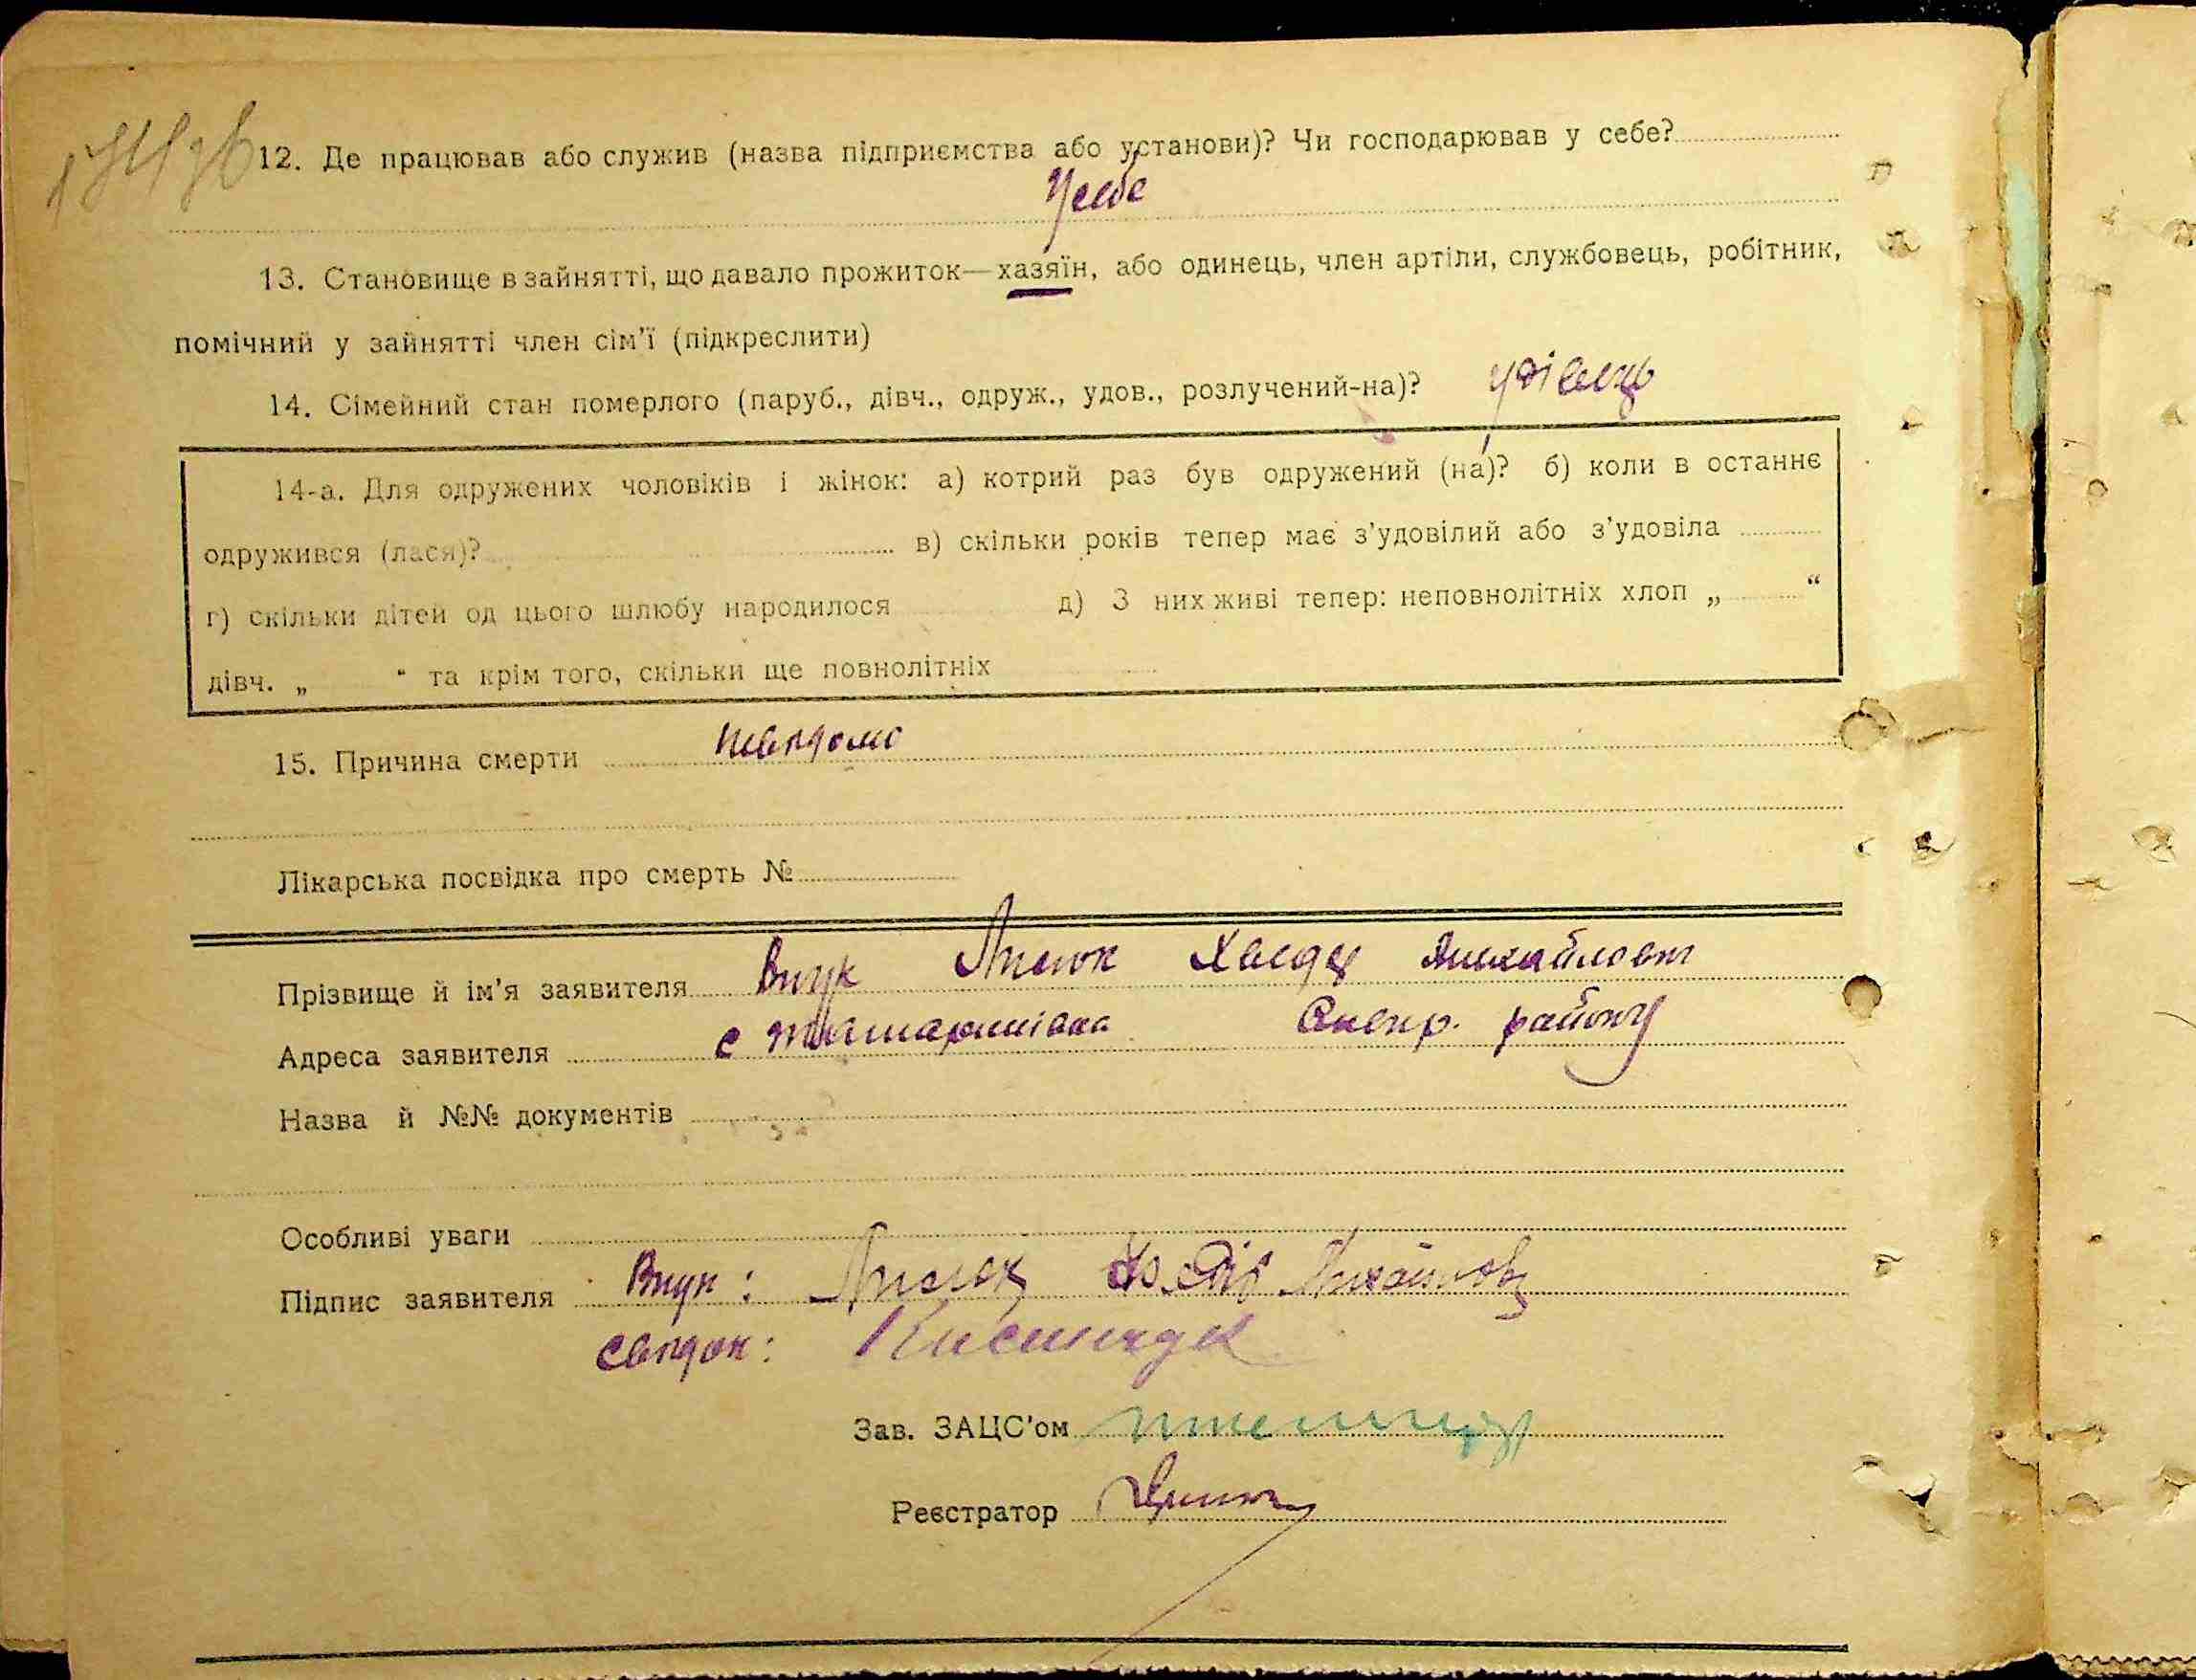 12. Де працював або служив (назва підприємства або установи)? Чи господарював у себе?
У себе
13. Становище в зайнятті, що давало прожиток—хазяїн, або одинець, член артіли, службовець, робітник,
помічний у зайнятті член сім'ї (підкреслити)
14. Сімейний стан померлого (паруб., дівч., одруж., удов., розлучений-на)? удівець
14-а. Для одружених чоловіків і жінок: а) котрий раз був одружений (на)? б) коли в останнє
одружився (лася)? в) скільки років тепер має з'удовілий або з'удовіла
г) скільки дітей од цього шлюбу народилося д) З них живі тепер: неповнолітніх хлоп „ “
дівч. „ “ та крім того, скільки ще повнолітніх
15. Причина смерти невідома
Лікарська посвідка про смерть №
Прізвище й ім'я заявителя Внук
Адреса заявителя с району
Назва й №№ документів
Особливі уваги
Підпис заявителя Внук:
свідок:
Зав. ЗАЦС'ом
Реєстратор